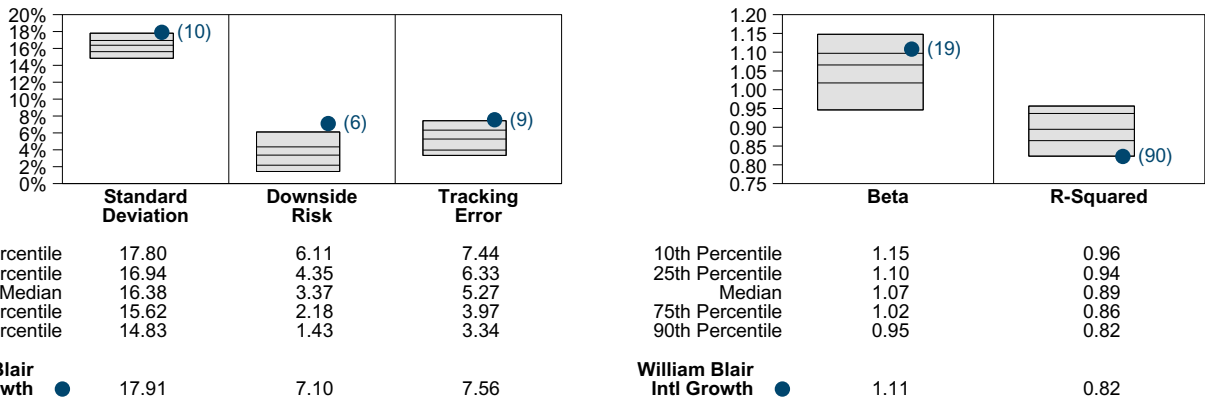 20%
18%
16%
14%
12%
10%
8%
6%
4%
2%
0%
(10)
(6)
(9)
Standard
Deviation
Downside
Risk
Tracking
Error
rcentile 17.80 6.11 7.44
rcentile 16.94 4.35 6.33
Median 16.38 3.37 5.27
rcentile 15.62 2.18 3.97
rcentile 14.83 1.43 3.34
Blair
wth 17.91 7.10 7.56
1.20
1.15
1.10
1.05
1.00
0.95
0.90
0.85
0.80
0.75
(19)
(90)
Beta R-Squared
10th Percentile 1.15 0.96
25th Percentile 1.10 0.94
Median 1.07 0.89
75th Percentile 1.02 0.86
90th Percentile 0.95 0.82
William Blair
Intl Growth 1.11 0.82